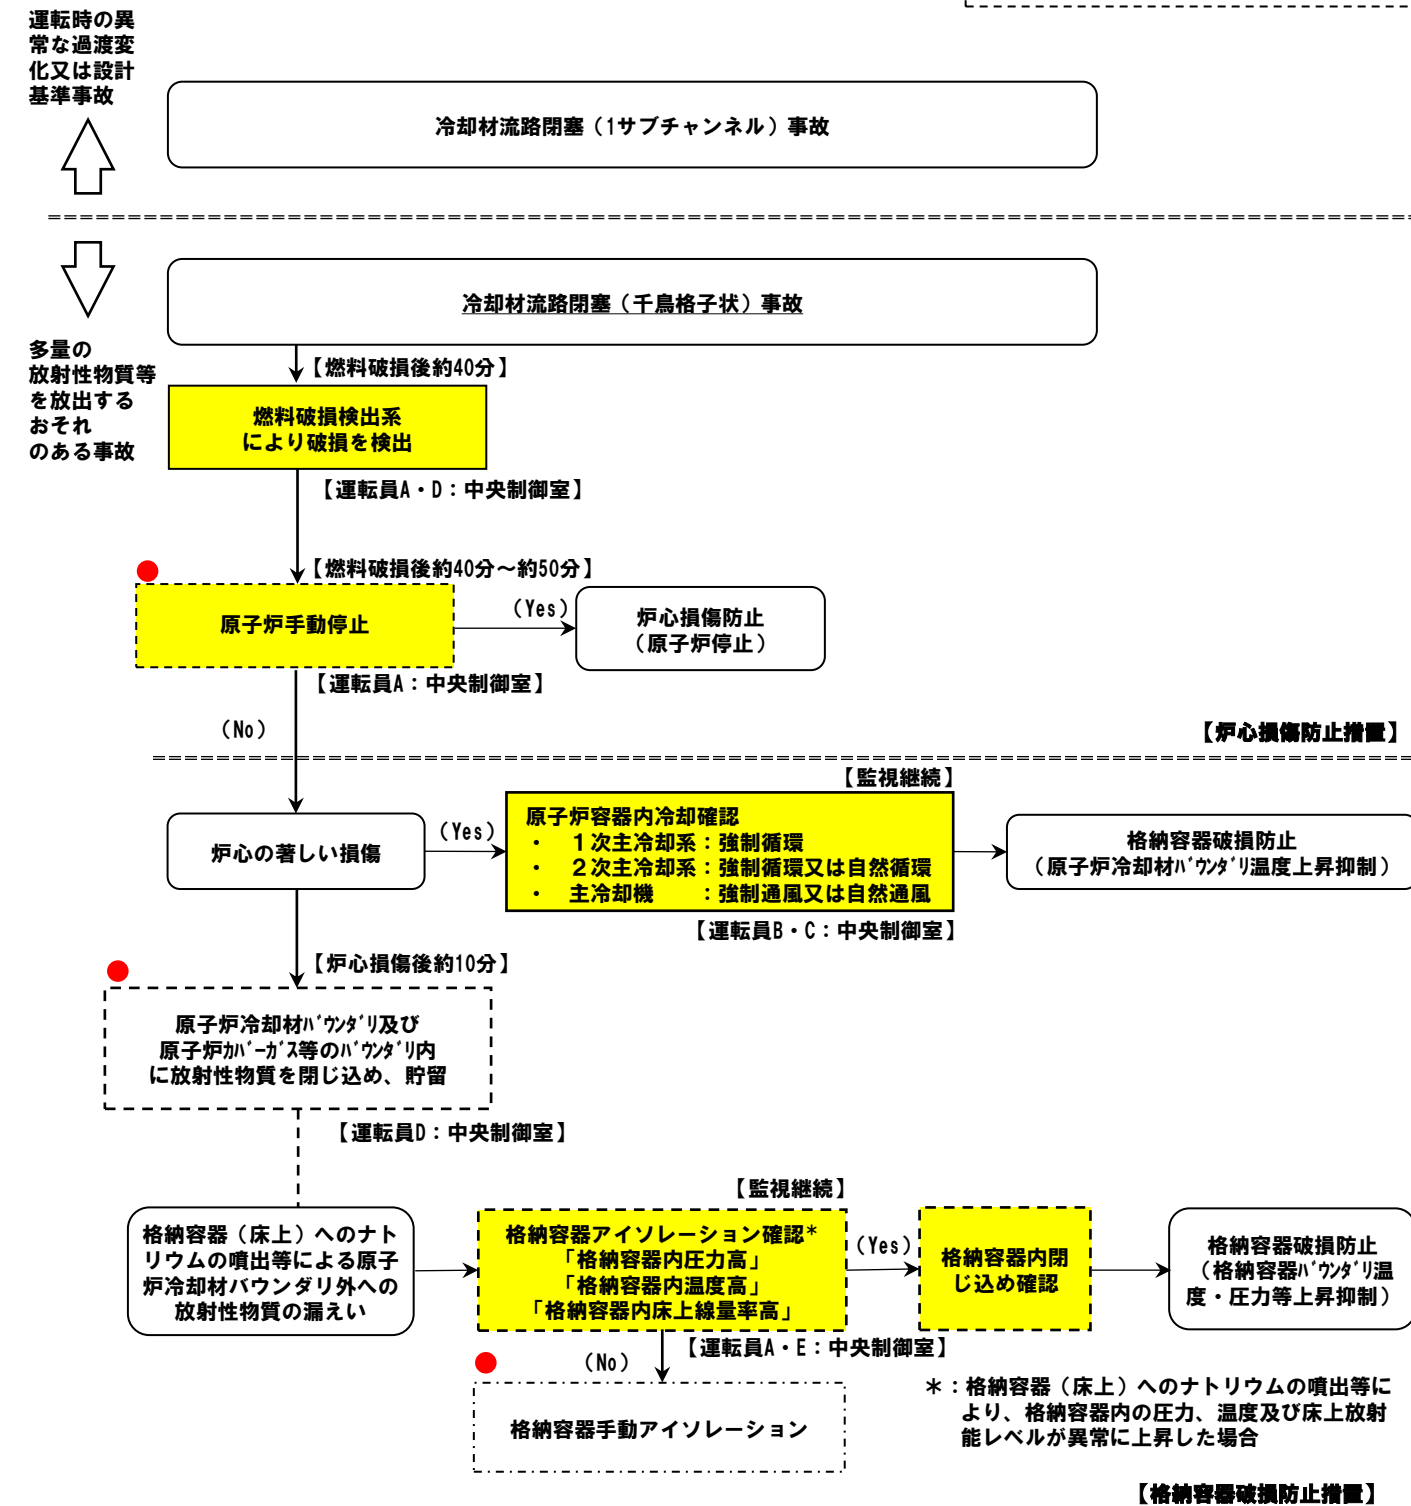 運転時の異
常な過渡変
化又は設計
基準事故
冷却材流路閉塞（1サブチャンネル）事故
冷却材流路閉塞（千鳥格子状）事故
多量の
放射性物質等
を放出する
おそれ
のある事故
【燃料破損後約40分】
燃料破損検出系
により破損を検出
【運転員A・D：中央制御室】
【燃料破損後約40分～約50分】
原子炉手動停止
（Yes）
炉心損傷防止
（原子炉停止）
【運転員A：中央制御室】
（No）
【炉心損傷防止措置】
【監視継続】
炉心の著しい損傷
（Yes）
原子炉容器内冷却確認
・　１次主冷却系：強制循環
・　２次主冷却系：強制循環又は自然循環
・　主冷却機　　：強制通風又は自然通風
格納容器破損防止
（原子炉冷却材ﾊﾞｳﾝﾀﾞﾘ温度上昇抑制）
【運転員B・C：中央制御室】
【炉心損傷後約10分】
原子炉冷却材ﾊﾞｳﾝﾀﾞﾘ及び
原子炉ｶﾊﾞｰｶﾞｽ等のﾊﾞｳﾝﾀﾞﾘ内
に放射性物質を閉じ込め、貯留
【運転員D：中央制御室】
【監視継続】
格納容器（床上）へのナト
リウムの噴出等による原子
炉冷却材バウンダリ外への
放射性物質の漏えい
格納容器アイソレーション確認＊
「格納容器内圧力高」
「格納容器内温度高」
「格納容器内床上線量率高」
（Yes）
格納容器内閉
じ込め確認
格納容器破損防止
（格納容器ﾊﾞｳﾝﾀﾞﾘ温
度・圧力等上昇抑制）
【運転員A・E：中央制御室】
（No）
格納容器手動アイソレーション
＊：格納容器（床上）へのナトリウムの噴出等に
より、格納容器内の圧力、温度及び床上放射
能レベルが異常に上昇した場合
【格納容器破損防止措置】